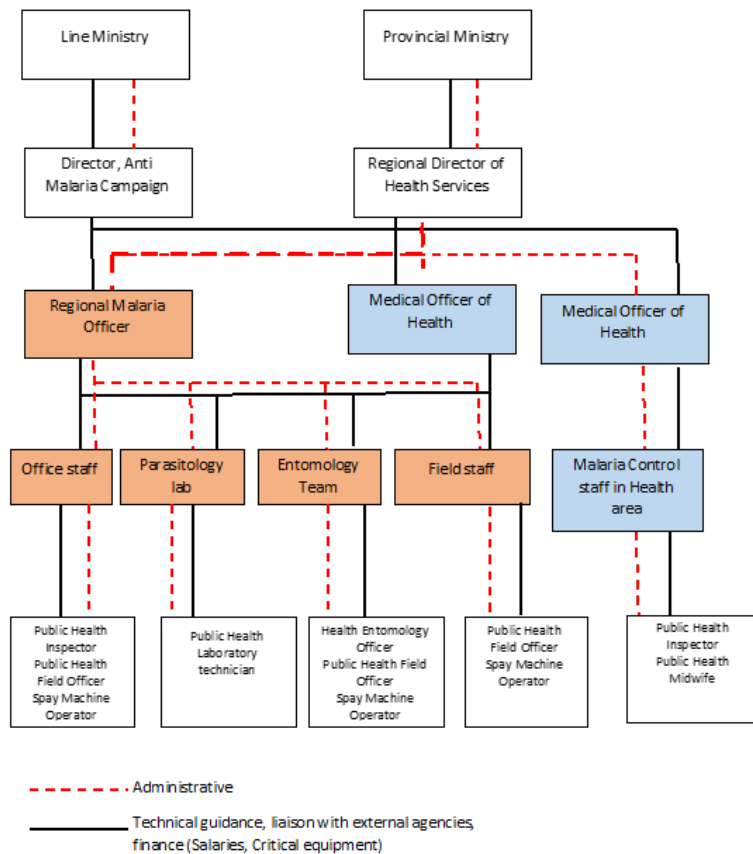 Line Ministry
Provincial Ministry
Director, Anti
Malaria Campaign
Regional Director of
Health Services
Regional Malaria
Officer
Medical Officer of
Health
Medical Officer of
Health
Office staff
Parasitology
lab
Entomology
Team
Field staff
Malaria Control
staff in Health
area
Public Health
Inspector
Public Health
Field Officer
Spay Machine
Operator
Public Health
Laboratory
technician
Health Entomology
Officer
Public Health Field
Officer
Spay Machine
Operator
Public Health
Field Officer
Spay Machine
Operator
Public Health
Inspector
Public Health
Midwife
Administrative
Technical guidance, liaison with external agencies,
finance (Salaries, Critical equipment)